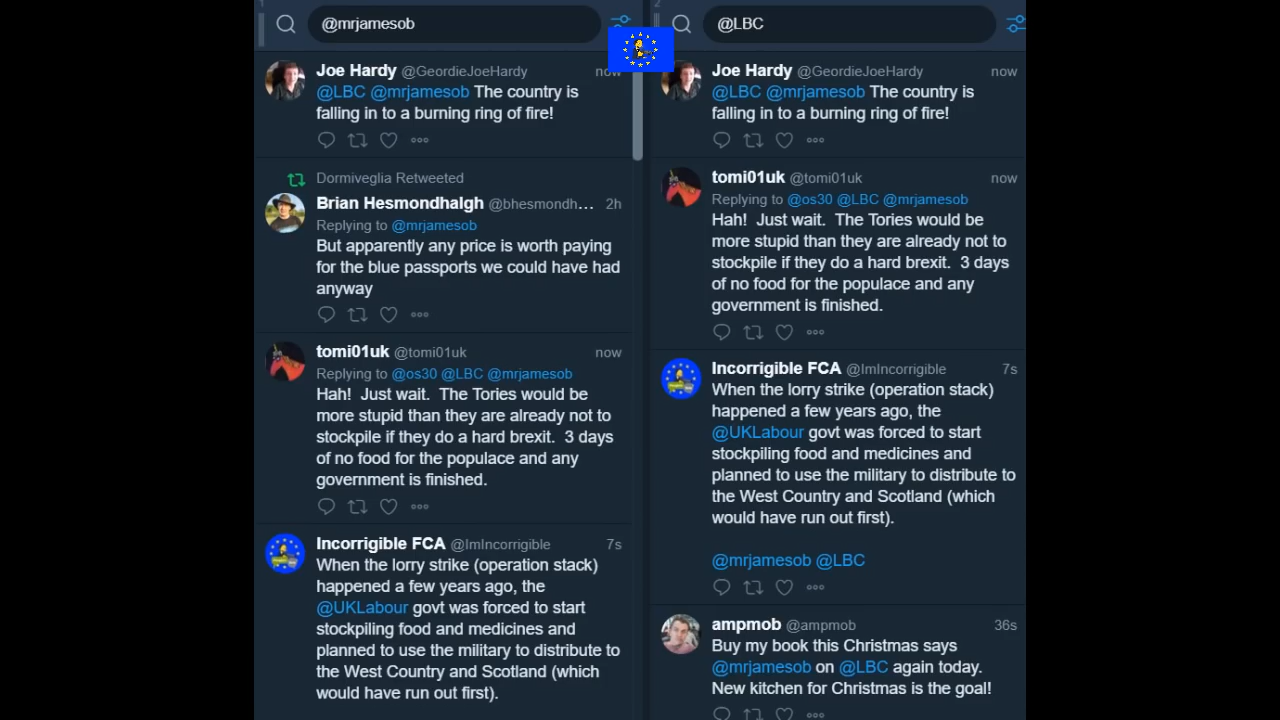 1
@mrjamesob
Joe Hardy @GeordieJoeHardy now
@LBC @mrjamesob The country is
falling in to a burning ring of fire!
Dormiveglia Retweeted
Brian Hesmondhalgh @bhesmondh... 2h
Replying to @mrjamesob
But apparently any price is worth paying
for the blue passports we could have had
anyway
tomi01uk @tomi01uk now
Replying to @os30 @LBC @mrjamesob
Hah! Just wait. The Tories would be
more stupid than they are already not to
stockpile if they do a hard brexit. 3 days
of no food for the populace and any
government is finished.
Incorrigible FCA @ImIncorrigible 7s
When the lorry strike (operation stack)
happened a few years ago, the
@UKLabour govt was forced to start
stockpiling food and medicines and
planned to use the military to distribute to
the West Country and Scotland (which
would have run out first).
2
@LBC
Joe Hardy @GeordieJoeHardy now
@LBC @mrjamesob The country is
falling in to a burning ring of fire!
tomi01uk @tomi01uk now
Replying to @os30 @LBC @mrjamesob
Hah! Just wait. The Tories would be
more stupid than they are already not to
stockpile if they do a hard brexit. 3 days
of no food for the populace and any
government is finished.
Incorrigible FCA @ImIncorrigible 7s
When the lorry strike (operation stack)
happened a few years ago, the
@UKLabour govt was forced to start
stockpiling food and medicines and
planned to use the military to distribute to
the West Country and Scotland (which
would have run out first).
@mrjamesob @LBC
ampmob @ampmob 36s
Buy my book this Christmas says
@mrjamesob on @LBC again today.
New kitchen for Christmas is the goal!